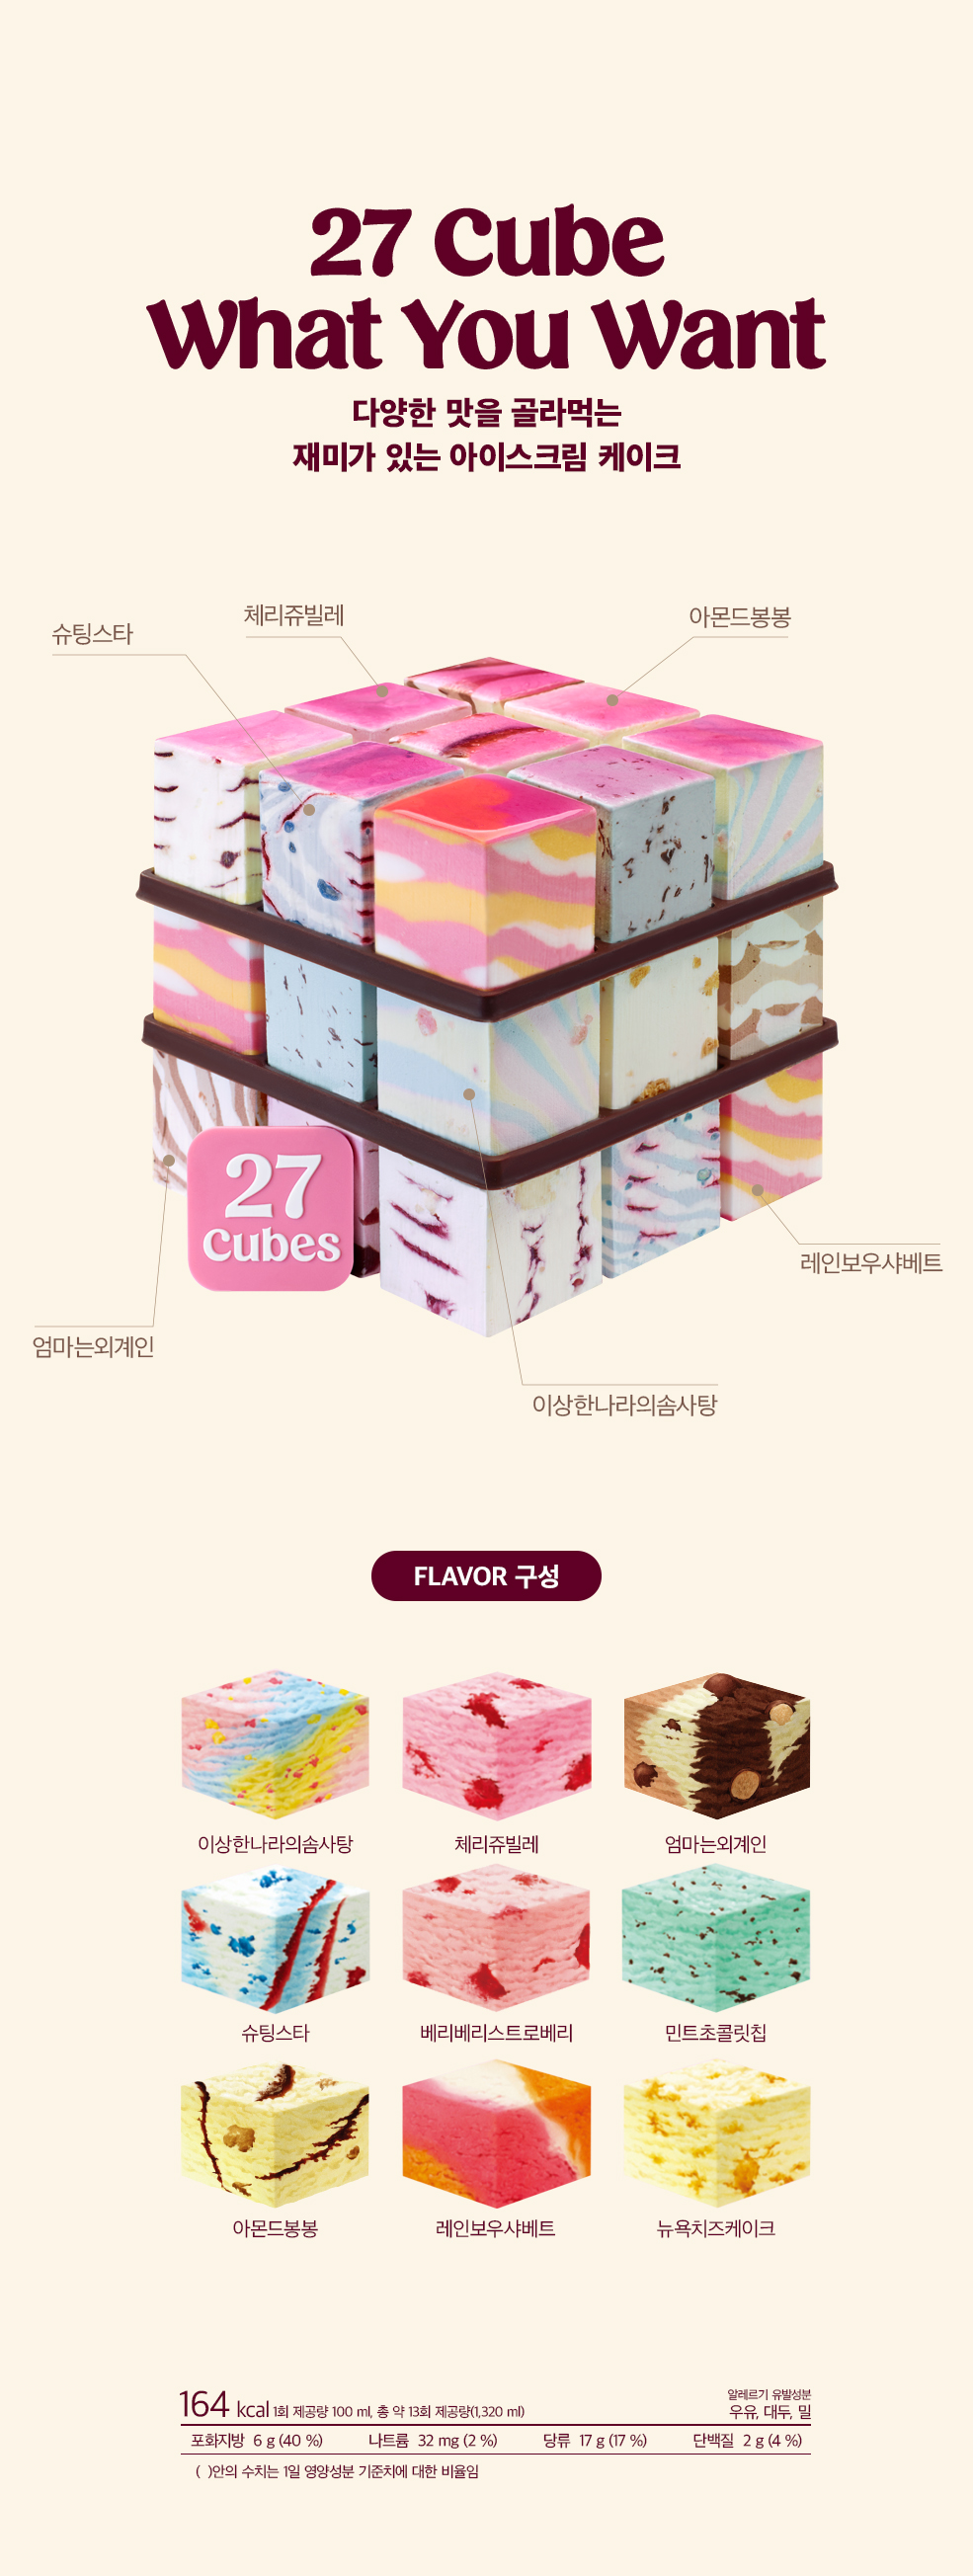 27 Cube
What You Want
다양한 맛을 골라먹는
재미가 있는 아이스크림 케이크
슈팅스타
체리쥬빌레
아몬드봉봉
27
Cubes
레인보우샤베트
엄마는외계인
이상한나라의솜사탕
FLAVOR 구성
이상한나라의솜사탕
체리쥬빌레
엄마는외계인
슈팅스타
베리베리스트로베리
민트초콜릿칩
아몬드봉봉
레인보우샤베트
뉴욕치즈케이크
164 kcal 1회 제공량 100 ml, 총 약 13회 제공량(1,320 ml)
알레르기 유발성분
우유, 대두, 밀
포화지방 6 g (40 %) 나트륨 32 mg (2 %) 당류 17 g (17 %) 단백질 2 g (4 %)
( )안의 수치는 1일 영양성분 기준치에 대한 비율임